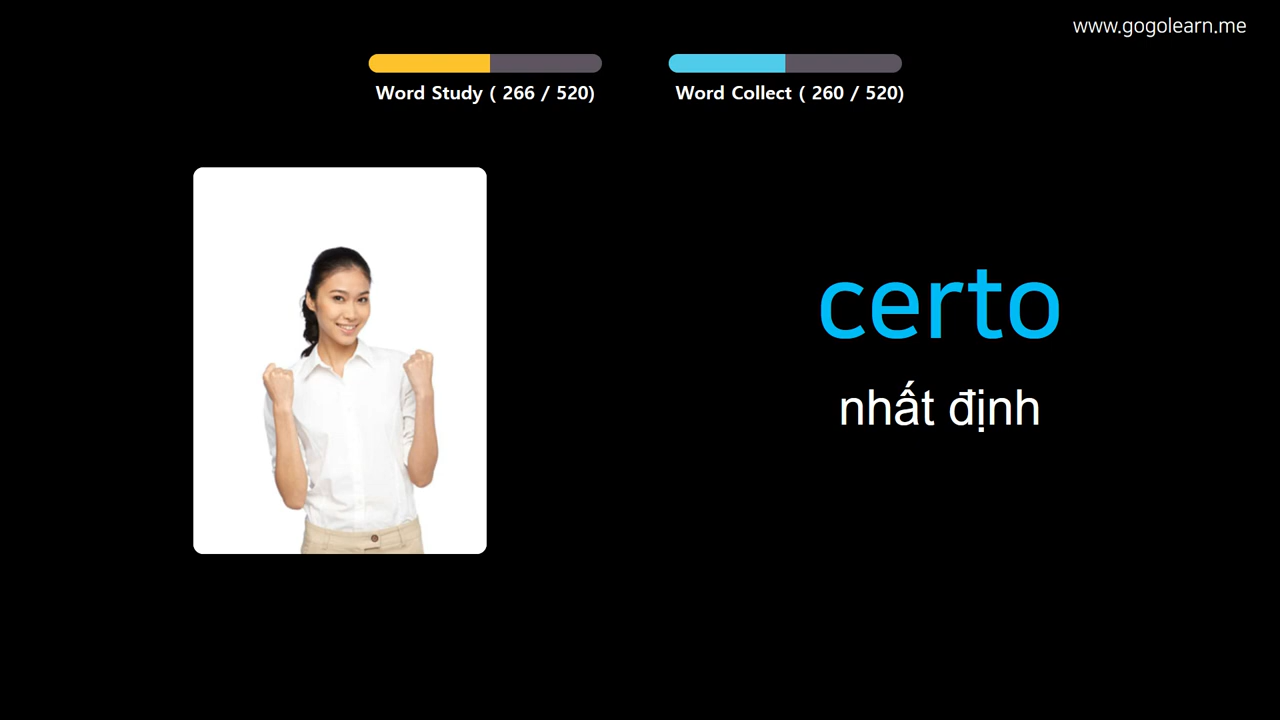 www.gogolearn.me
Word Study ( 266 / 520)
Word Collect ( 260 / 520)
certo
nhất định